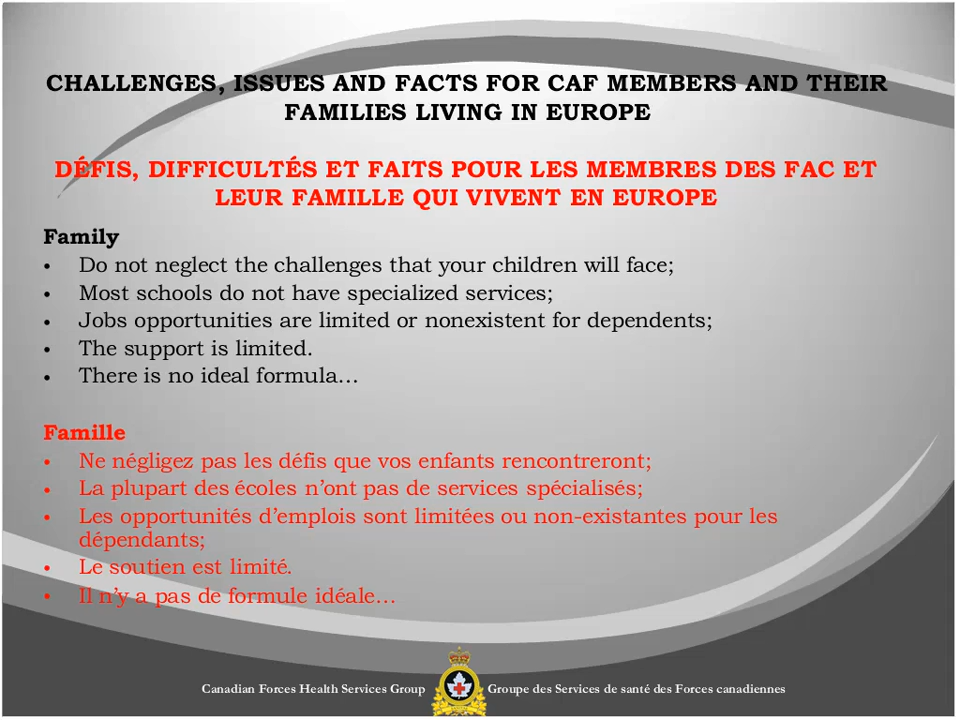 CHALLENGES, ISSUES AND FACTS FOR CAF MEMBERS AND THEIR
FAMILIES LIVING IN EUROPE
DÉFIS, DIFFICULTÉS ET FAITS POUR LES MEMBRES DES FAC ET
LEUR FAMILLE QUI VIVENT EN EUROPE
Family
• Do not neglect the challenges that your children will face;
• Most schools do not have specialized services;
• Jobs opportunities are limited or nonexistent for dependents;
• The support is limited.
• There is no ideal formula…
Famille
• Ne négligez pas les défis que vos enfants rencontreront;
• La plupart des écoles n’ont pas de services spécialisés;
• Les opportunités d’emplois sont limitées ou non-existantes pour les
dépendants;
• Le soutien est limité.
• Il n’y a pas de formule idéale…
Canadian Forces Health Services Group Groupe des Services de santé des Forces canadiennes